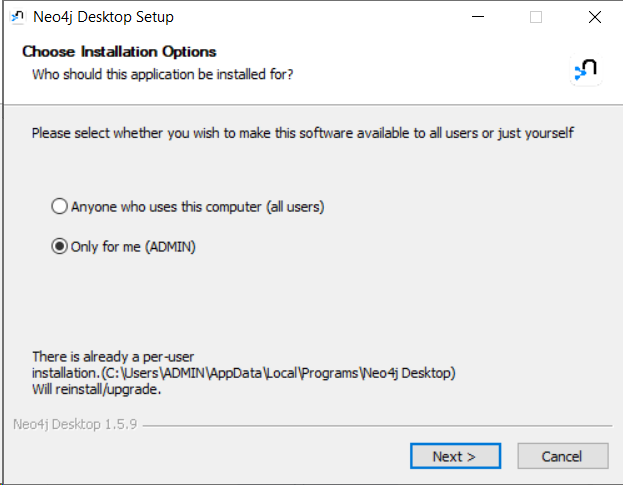 Neo4j Desktop Setup
Choose Installation Options
Who should this application be installed for?
Please select whether you wish to make this software available to all users or just yourself
Anyone who uses this computer (all users)
Only for me (ADMIN)
There is already a per-user
installation.(C:\Users\ADMIN\AppData\Local\Programs\Neo4j Desktop)
Will reinstall/upgrade.
Neo4j Desktop 1.5.9
Next >
Cancel